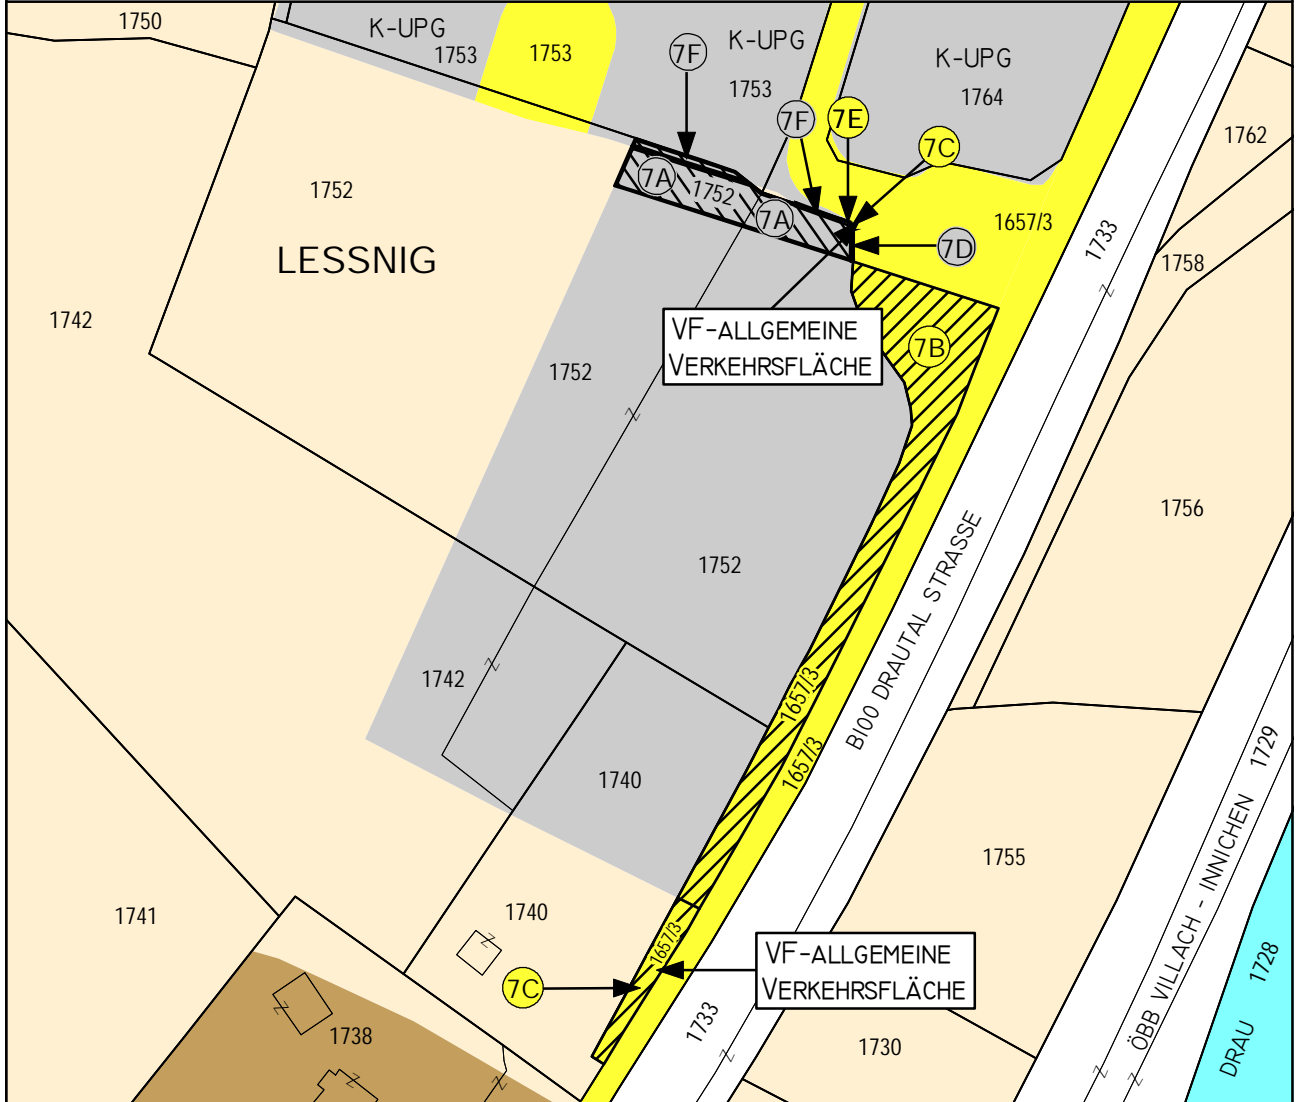 1750
K-UPG
1753
1753
7F
K-UPG
1753
K-UPG
1764
7F
7E
7C
1762
1752
7A
1752
7A
1657/3
1733
7D
1758
LESSNIG
1742
VF-ALLGEMEINE
VERKEHRSFLÄCHE
7B
1752
1756
1752
B100 DRAUTAL STRASSE
1742
1657/3
1657/3
1740
1729
ÖBB VILLACH - INNICHEN
1755
1741
1740
1657/3
VF-ALLGEMEINE
VERKEHRSFLÄCHE
7C
1728
DRAU
1733
1738
1730